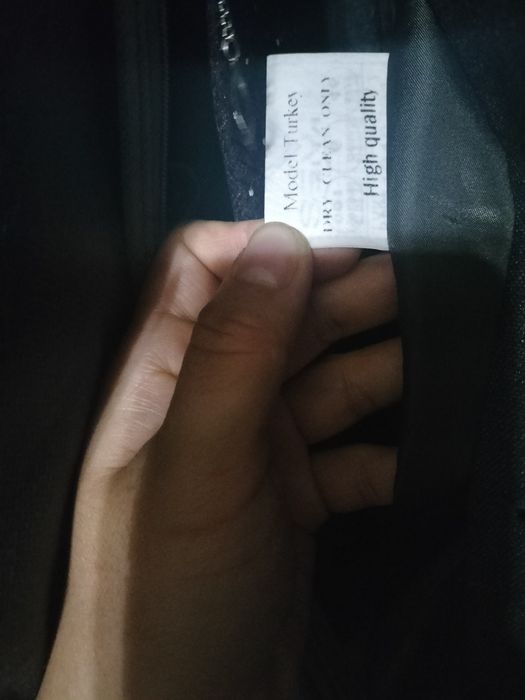 Model Turkey
DRY CLEAN ONLY
High quality